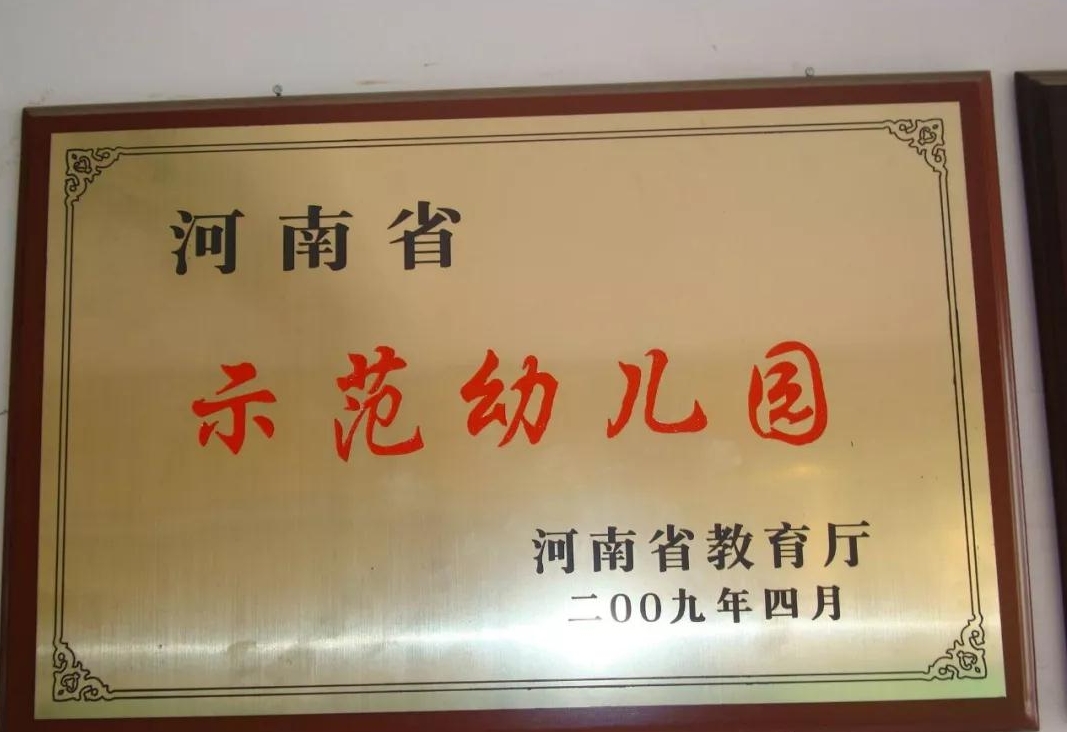 河南省
示范幼儿园
河南省教育厅
二00九年四月